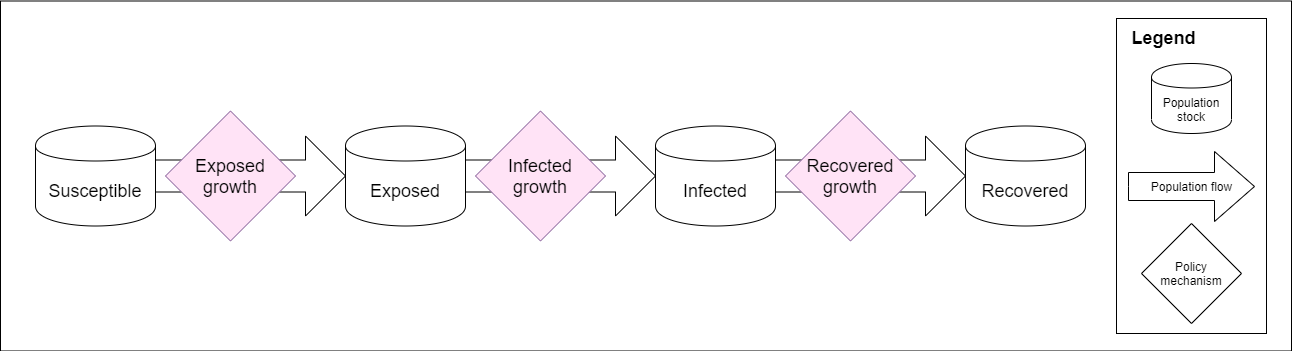 Susceptible
Exposed
growth
Exposed
Infected
growth
Infected
Recovered
growth
Recovered
Legend
Population
stock
Population flow
Policy
mechanism